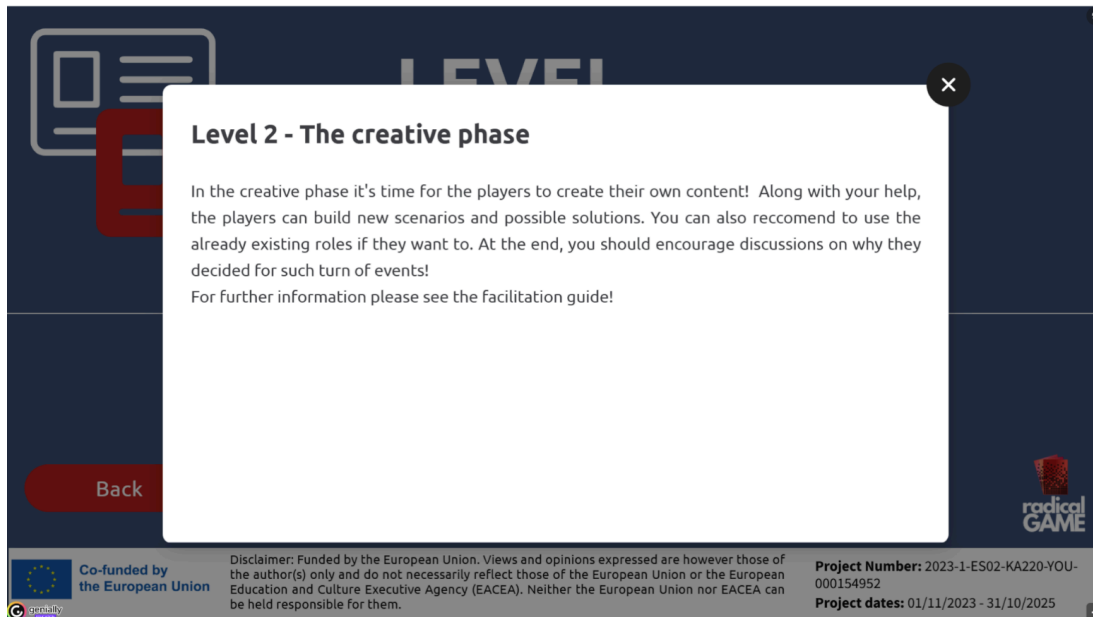 LEVEL
Level 2 - The creative phase
In the creative phase it's time for the players to create their own content! Along with your help,
the players can build new scenarios and possible solutions. You can also reccomend to use the
already existing roles if they want to. At the end, you should encourage discussions on why they
decided for such turn of events!
For further information please see the facilitation guide!
Back
radical
GAME
Co-funded by
the European Union
Disclaimer: Funded by the European Union. Views and opinions expressed are however those of
the author(s) only and do not necessarily reflect those of the European Union or the European
Education and Culture Executive Agency (EACEA). Neither the European Union nor EACEA can
be held responsible for them.
Project Number: 2023-1-ES02-KA220-YOU-
000154952
Project dates: 01/11/2023 - 31/10/2025
genially